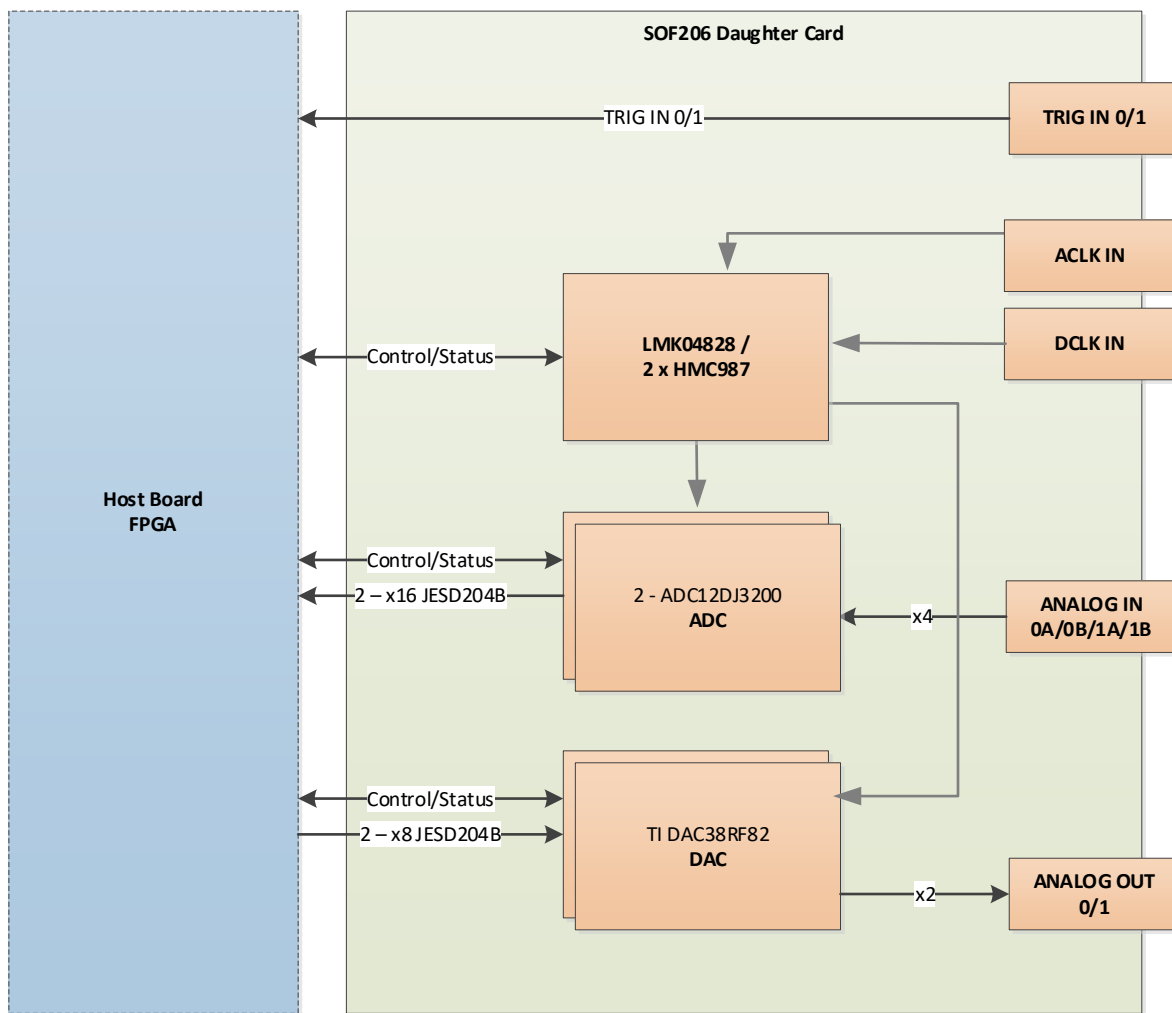 SOF206 Daughter Card
TRIG IN 0/1
TRIG IN 0/1
ACLK IN
LMK04828 /
2 x HMC987
DCLK IN
Control/Status
Host Board
FPGA
Control/Status
2 – x16 JESD204B
2 - ADC12DJ3200
ADC
x4
ANALOG IN
0A/0B/1A/1B
Control/Status
2 – x8 JESD204B
TI DAC38RF82
DAC
x2
ANALOG OUT
0/1